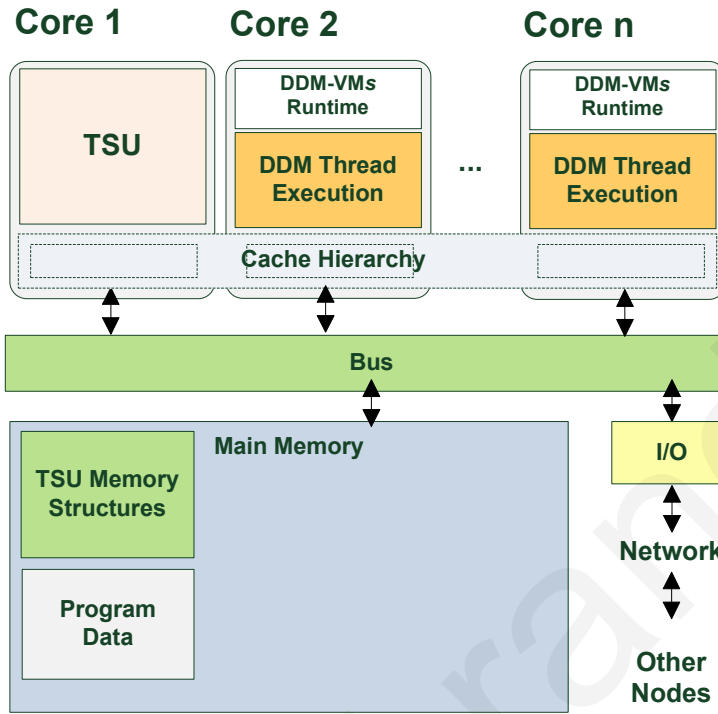 Core 1
Core 2
Core n
TSU
DDM-VMs
Runtime
DDM Thread
Execution
...
DDM-VMs
Runtime
DDM Thread
Execution
Cache Hierarchy
Bus
Main Memory
TSU Memory
Structures
Program
Data
I/O
Network
Other
Nodes